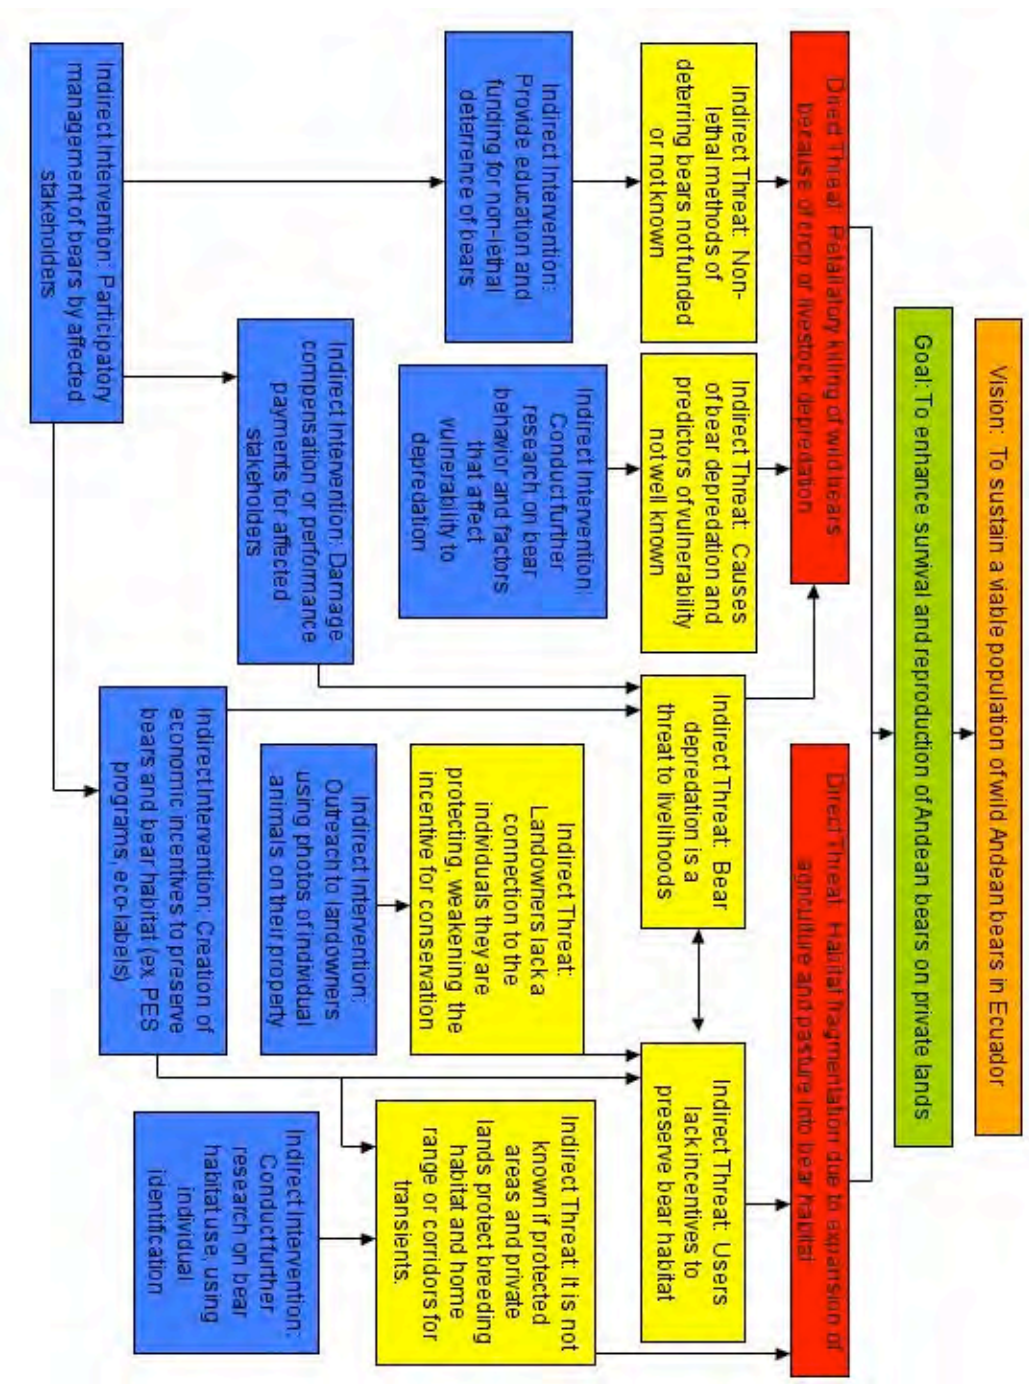 Vision: To sustain a viable population of wild Andean bears in Ecuador
Goal: To enhance survival and reproduction of Andean bears on private lands
Direct Threat: Retaliatory killing of wild bears
because of crop or livestock depredation
Direct Threat: Habitat fragmentation due to expansion of
agriculture and pasture into bear habitat
Indirect Threat: Non-
lethal methods of
deterring bears not funded
or not known
Indirect Threat: Causes
of bear depredation and
predictors of vulnerability
not well known
Indirect Threat: Bear
depredation is a
threat to livelihoods
Indirect Threat: Users
lack incentives to
preserve bear habitat
Indirect Intervention:
Provide education and
funding for non-lethal
deterrence of bears
Indirect Intervention:
Conduct further
research on bear
behavior and factors
that affect
vulnerability to
depredation
Indirect Threat:
Landowners lack a
connection to the
individuals they are
protecting, weakening the
incentive for conservation
Indirect Threat: It is not
known if protected
areas and private
lands protect breeding
habitat and home
range or corridors for
transients.
Indirect Intervention: Damage
compensation or performance
payments for affected
stakeholders
Indirect Intervention:
Outreach to landowners
using photos of individual
animals on their property
Indirect Intervention:
Conduct further
research on bear
habitat use, using
individual
identification
Indirect Intervention: Participatory
management of bears by affected
stakeholders
Indirect Intervention: Creation of
economic incentives to preserve
bears and bear habitat (ex. PES
programs, eco-labels)